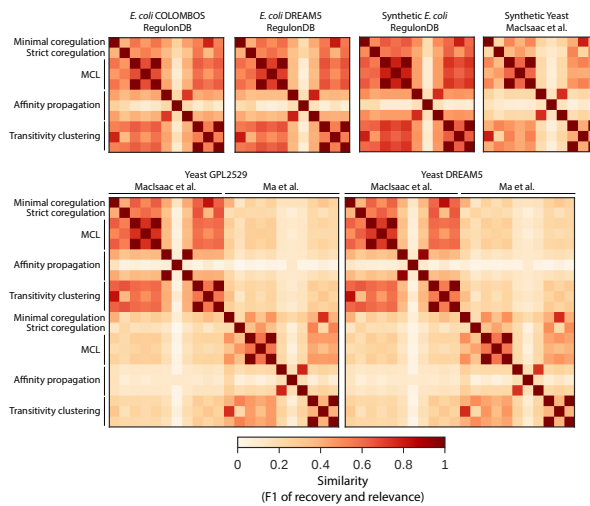 E. coli COLOMBOS
RegulonDB
E. coli DREAM5
RegulonDB
Synthetic E. coli
RegulonDB
Synthetic Yeast
MacIsaac et al.
Minimal coregulation
Strict coregulation
MCL
Affinity propagation
Transitivity clustering
Yeast GPL2529
MacIsaac et al.
Ma et al.
Yeast DREAM5
MacIsaac et al.
Ma et al.
Minimal coregulation
Strict coregulation
MCL
Affinity propagation
Transitivity clustering
Minimal coregulation
Strict coregulation
MCL
Affinity propagation
Transitivity clustering
0 0.2 0.4 0.6 0.8 1
Similarity
(F1 of recovery and relevance)